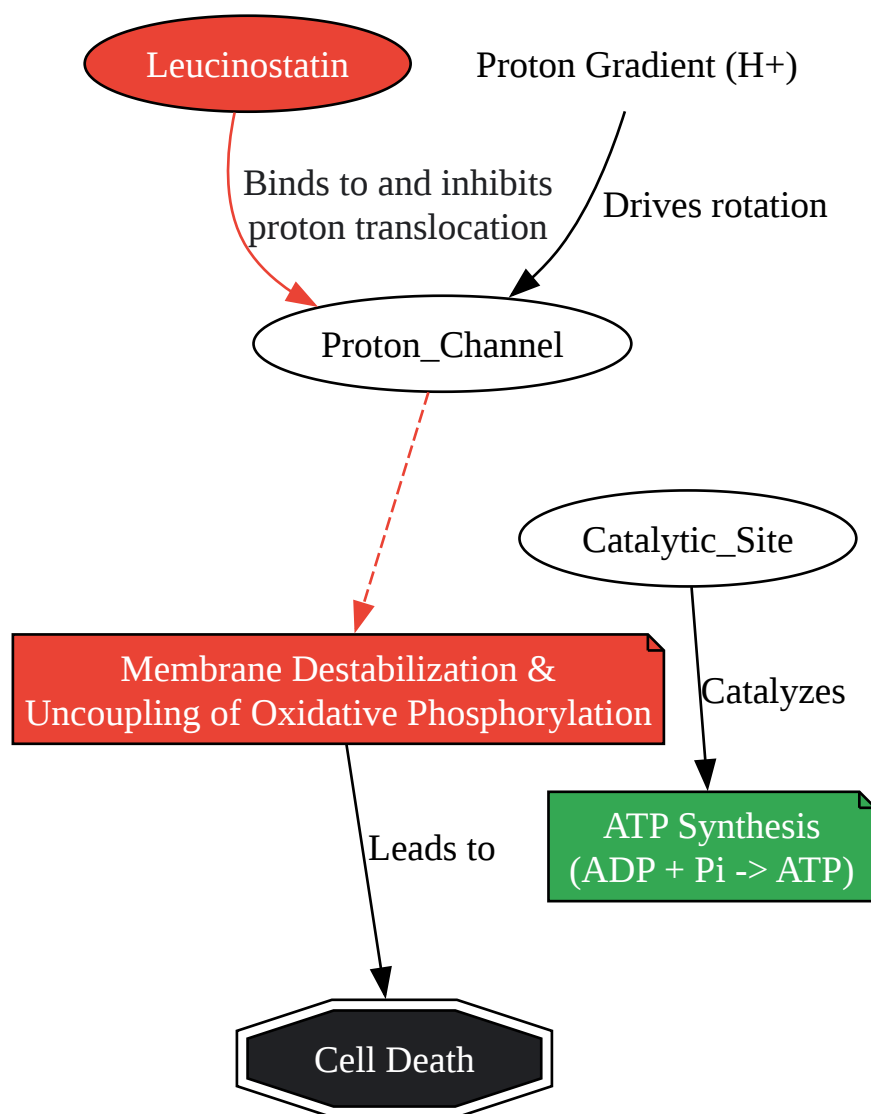 Leucinostatin
Proton Gradient (H+)
Binds to and inhibits
proton translocation
Drives rotation
Proton_Channel
Catalytic_Site
Membrane Destabilization &
Uncoupling of Oxidative Phosphorylation
Catalyzes
ATP Synthesis
(ADP + Pi -> ATP)
Leads to
Cell Death